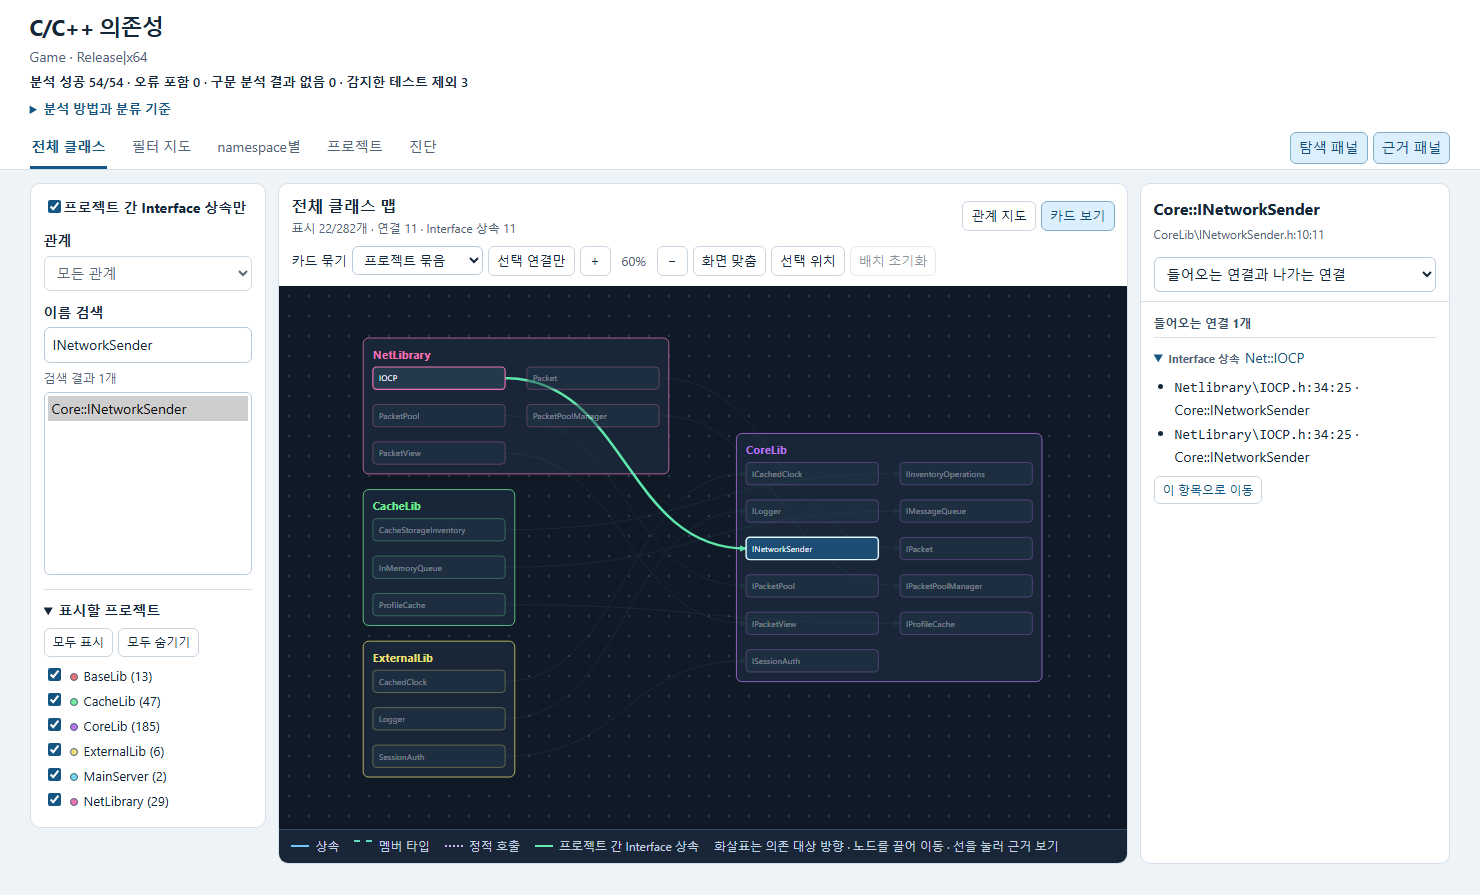 C/C++ 의존성
Game · Release|x64
분석 성공 54/54 · 오류 포함 0 · 구문 분석 결과 없음 0 · 감지한 테스트 제외 3
▶ 분석 방법과 분류 기준
전체 클래스 필터 지도 namespace별 프로젝트 진단
탐색 패널 근거 패널
프로젝트 간 Interface 상속만
관계
모든 관계
이름 검색
INetworkSender
검색 결과 1개
Core::INetworkSender
▼ 표시할 프로젝트
모두 표시 모두 숨기기
BaseLib (13)
CacheLib (47)
CoreLib (185)
ExternalLib (6)
MainServer (2)
NetLibrary (29)
전체 클래스 맵
표시 22/282개 · 연결 11 · Interface 상속 11
관계 지도 카드 보기
카드 묶기 프로젝트 묶음 선택 연결만 + 60% − 화면 맞춤 선택 위치 배치 초기화
NetLibrary
IOCP Packet
PacketPool PacketPoolManager
PacketView
CacheLib
CacheStorageInventory
InMemoryQueue
ProfileCache
ExternalLib
CachedClock
Logger
SessionAuth
CoreLib
ICachedClock IInventoryOperations
ILogger IMessageQueue
INetworkSender IPacket
IPacketPool IPacketPoolManager
IPacketView IProfileCache
ISessionAuth
상속 멤버 타입 정적 호출 프로젝트 간 Interface 상속 화살표는 의존 대상 방향 · 노드를 끌어 이동 · 선을 눌러 근거 보기
Core::INetworkSender
CoreLib\INetworkSender.h:10:11
들어오는 연결과 나가는 연결
들어오는 연결 1개
▼ Interface 상속 Net::IOCP
• Netlibrary\IOCP.h:34:25 ·
Core::INetworkSender
• NetLibrary\IOCP.h:34:25 ·
Core::INetworkSender
이 항목으로 이동